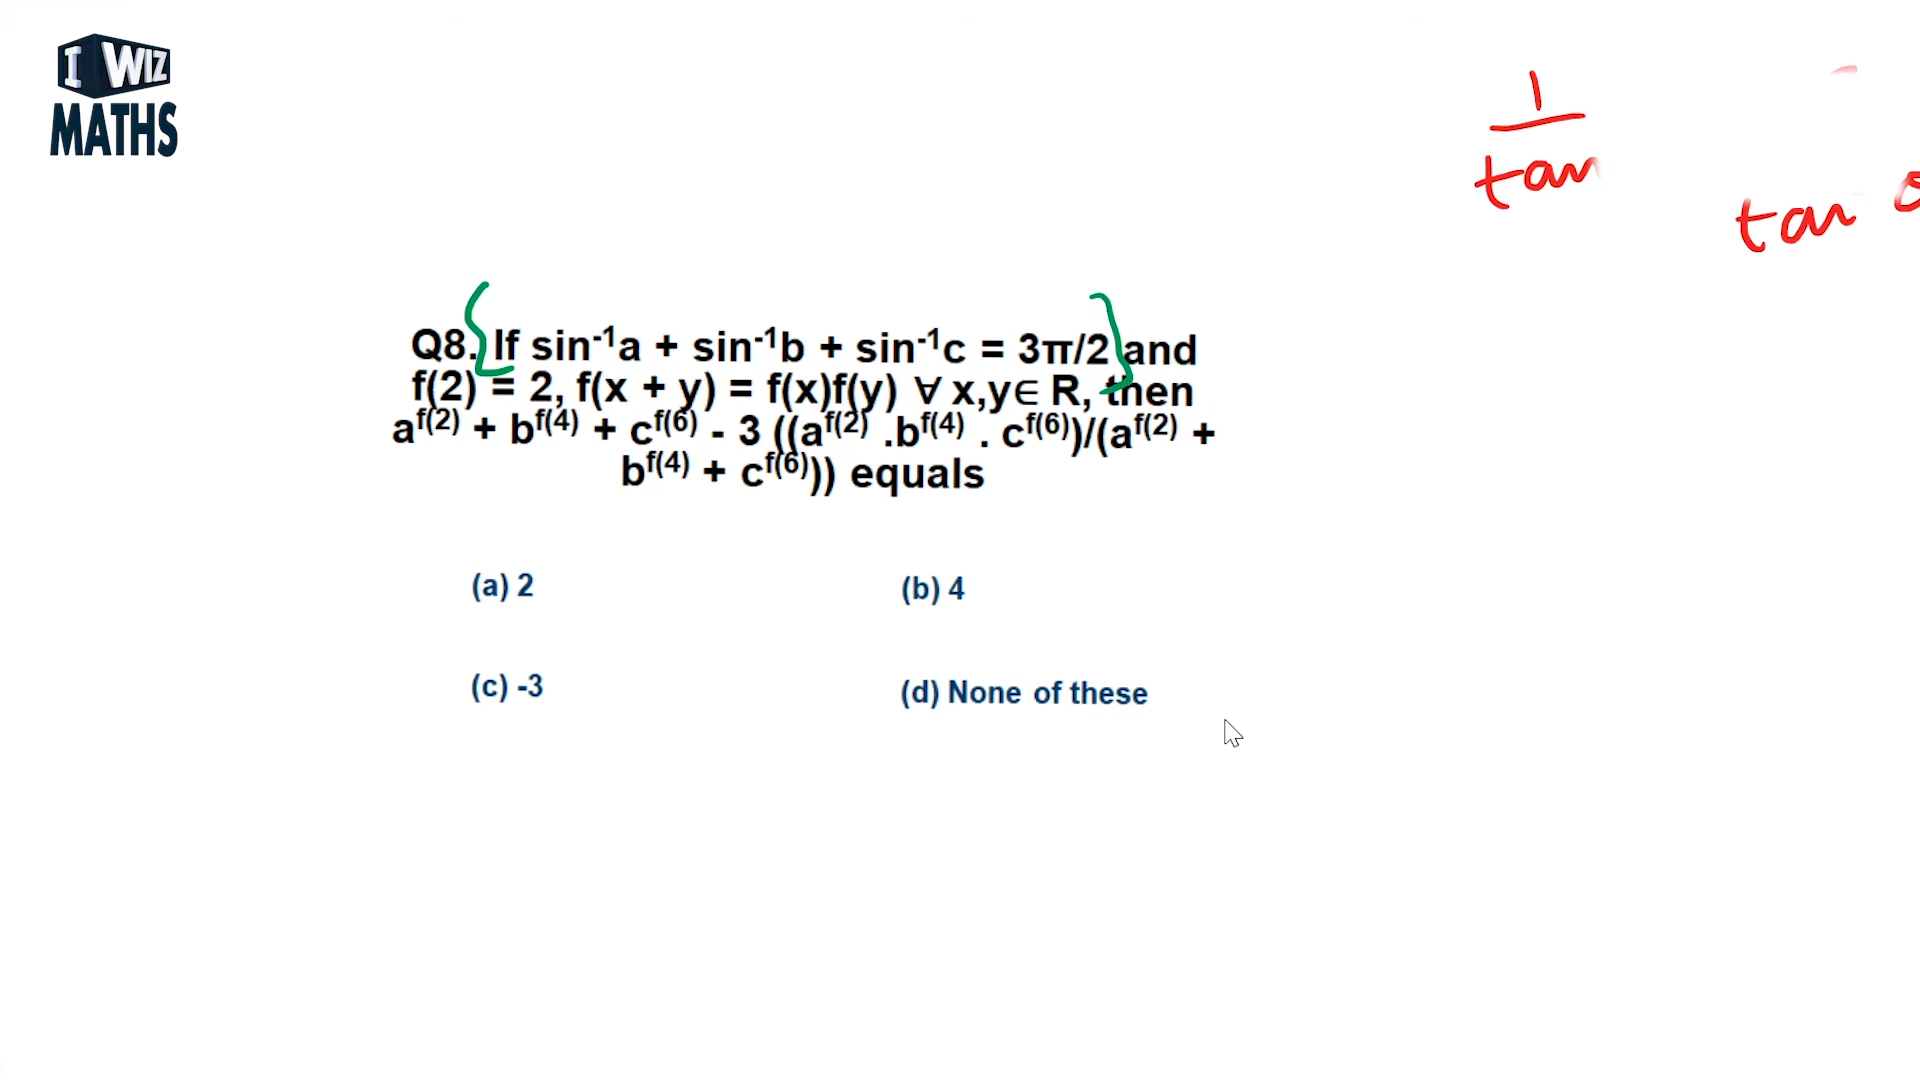 I WIZ
MATHS
1
tan
tan
Q8. If sin⁻¹a + sin⁻¹b + sin⁻¹c = 3π/2 and
f(2) = 2, f(x + y) = f(x)f(y) ∀ x,y∈ R, then
a^f(2) + b^f(4) + c^f(6) - 3 ((a^f(2) .b^f(4) . c^f(6))/(a^f(2) +
b^f(4) + c^f(6))) equals
(a) 2
(b) 4
(c) -3
(d) None of these